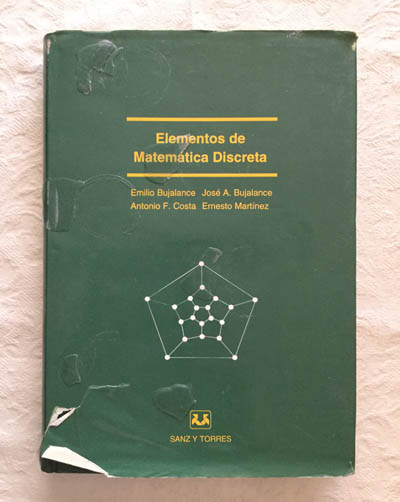 Elementos de
Matemática Discreta
Emilio Bujalance José A. Bujalance
Antonio F. Costa Ernesto Martínez
SANZ Y TORRES